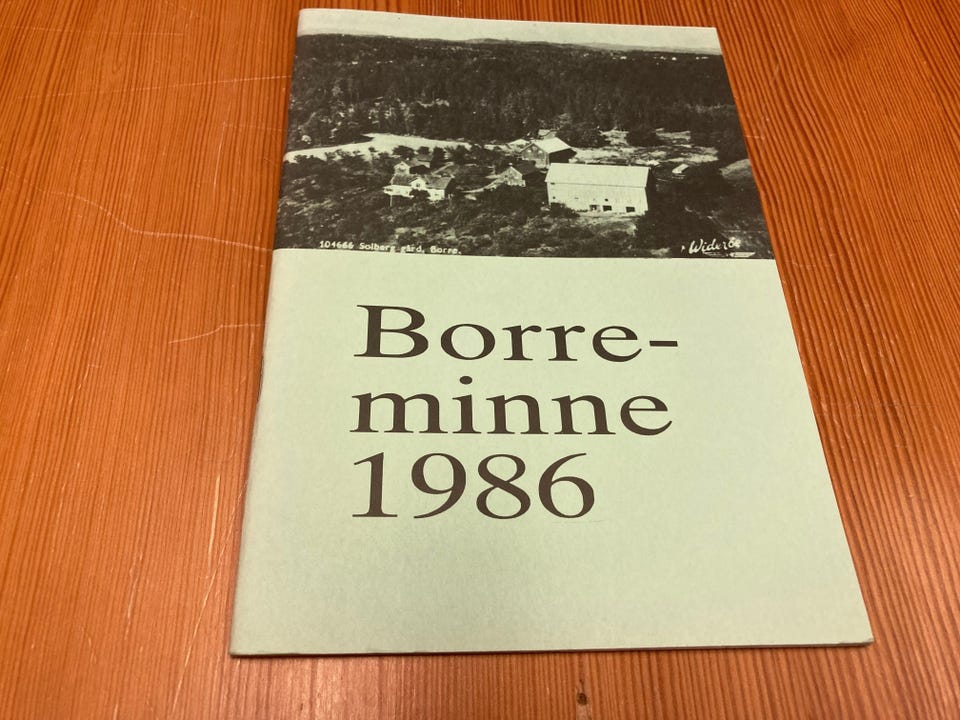 104666 Solberg gård, Borre.
Widerøe
Borre-
minne
1986